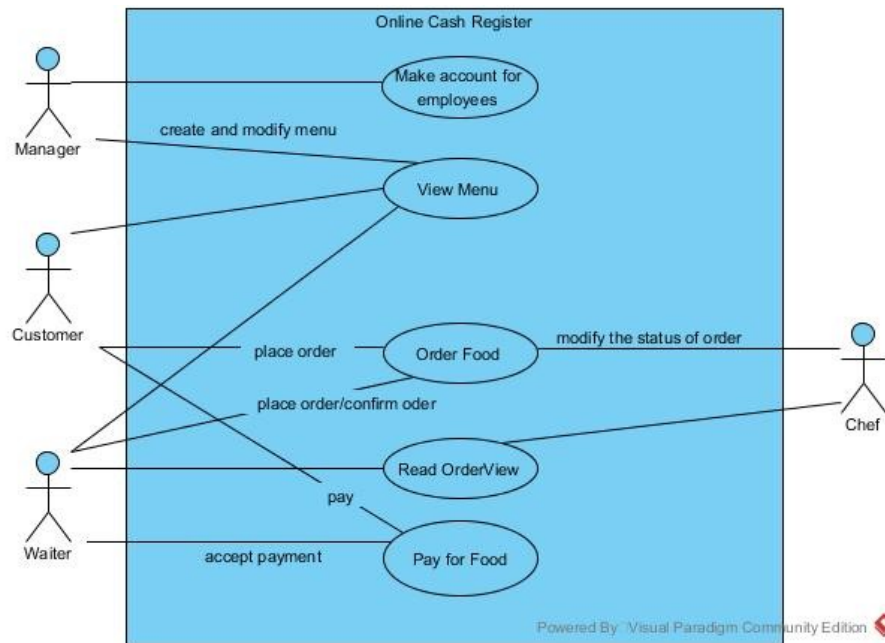 Online Cash Register
Make account for
employees
Manager
create and modify menu
View Menu
Customer
place order
Order Food
modify the status of order
place order/confirm oder
Chef
Read OrderView
pay
Waiter
accept payment
Pay for Food
Powered By Visual Paradigm Community Edition